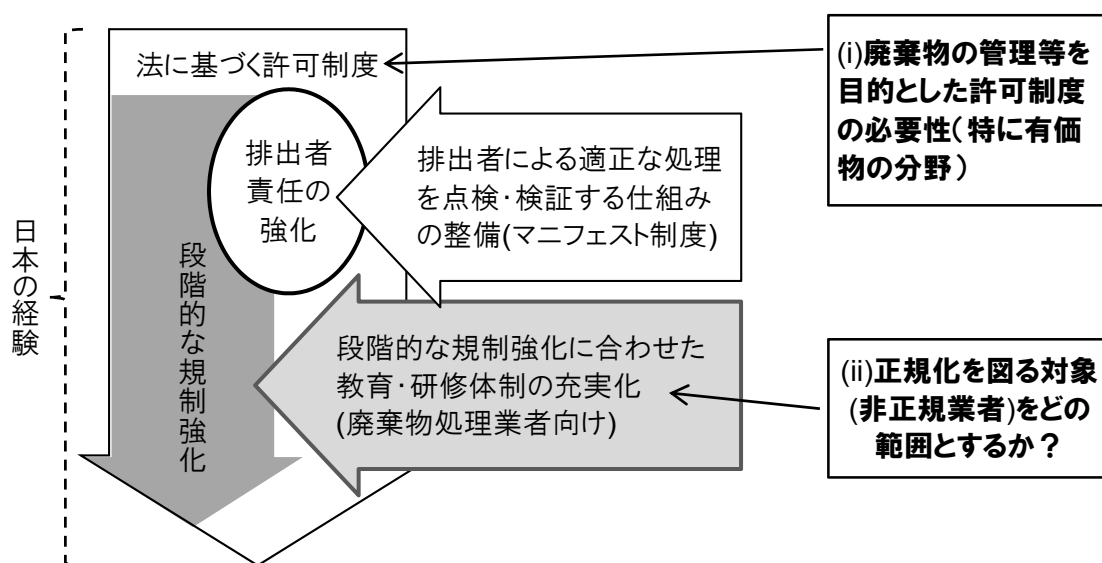 法に基づく許可制度
排出者
責任の
強化
排出者による適正な処理
を点検・検証する仕組み
の整備(マニフェスト制度)
段階的な規制強化
段階的な規制強化に合わせた
教育・研修体制の充実化
(廃棄物処理業者向け)
日本の経験
(i)廃棄物の管理等を
目的とした許可制度
の必要性(特に有価
物の分野)
(ii)正規化を図る対象
(非正規業者)をどの
範囲とするか?